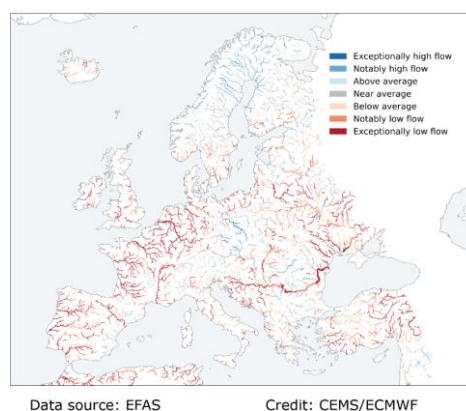 Exceptionally high flow
Notably high flow
Above average
Near average
Below average
Notably low flow
Exceptionally low flow
Data source: EFAS
Credit: CEMS/ECMWF